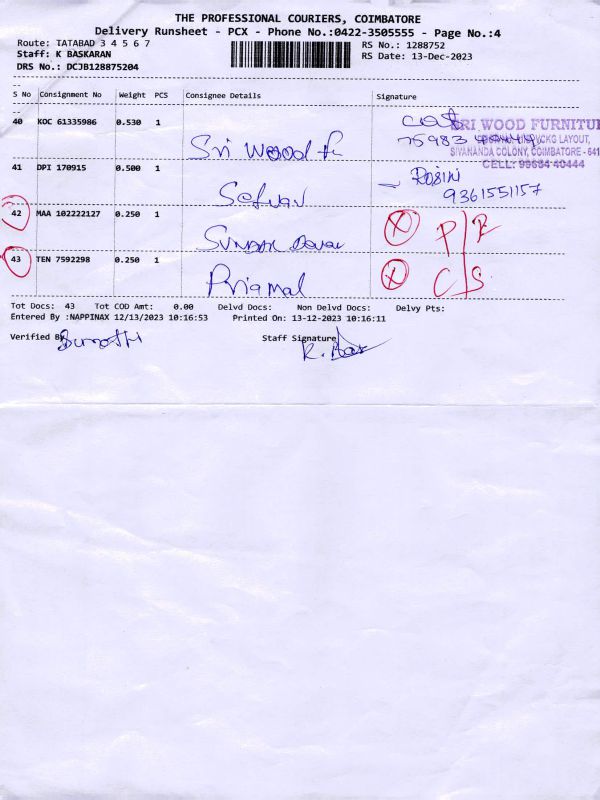 THE PROFESSIONAL COURIERS, COIMBATORE
Delivery Runsheet - PCX - Phone No.:0422-3505555 - Page No.:4
Route: TATABAD 3 4 5 6 7
RS No.: 1288752
Staff: K BASKARAN
RS Date: 13-Dec-2023
DRS No.: DCJB128875204
S No Consignment No Weight PCS Consignee Details Signature
40 KOC 61335986 0.530 1
Sri Wood
75983
SRI WOOD FURNITU
VCKG LAYOUT,
SIVANANDA COLONY, COIMBATORE - 641
CELL: 99654 40444
41 DPI 170915 0.500 1
Selvan
ROSINI
9361551157
42 MAA 102222127 0.250 1
X P/R
43 TEN 7592298 0.250 1
X C/S
Tot Docs: 43 Tot COD Amt: 0.00 Delvd Docs: Non Delvd Docs: Delvy Pts:
Entered By :NAPPINAX 12/13/2023 10:16:53 Printed On: 13-12-2023 10:16:11
Verified By
Staff Signature